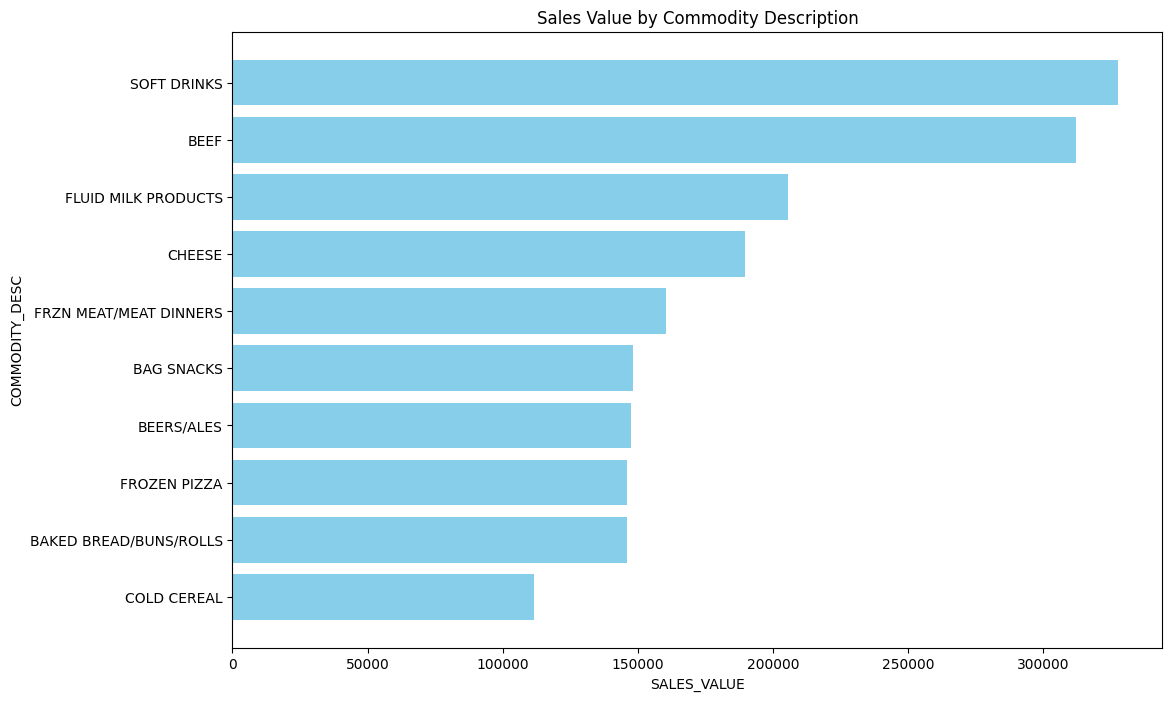 Sales Value by Commodity Description
COMMODITY_DESC
SOFT DRINKS
BEEF
FLUID MILK PRODUCTS
CHEESE
FRZN MEAT/MEAT DINNERS
BAG SNACKS
BEERS/ALES
FROZEN PIZZA
BAKED BREAD/BUNS/ROLLS
COLD CEREAL
0 50000 100000 150000 200000 250000 300000
SALES_VALUE